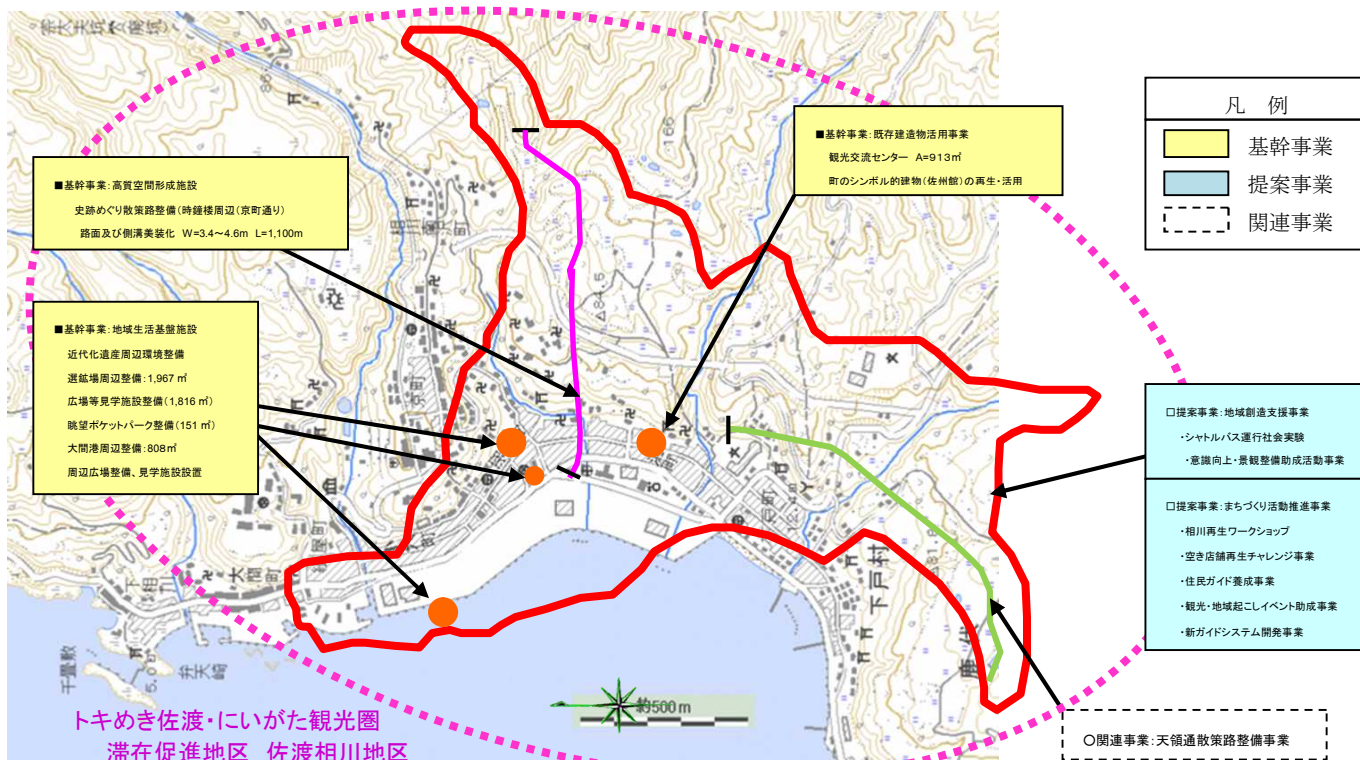 ■基幹事業:高質空間形成施設
史跡めぐり散策路整備(時鐘楼周辺(京町通り)
路面及び側溝美装化 W=3.4～4.6m L=1,100m
■基幹事業:地域生活基盤施設
近代化遺産周辺環境整備
選鉱場周辺整備:1,967㎡
広場等見学施設整備(1,816㎡)
眺望ポケットパーク整備(151㎡)
大間港周辺整備:808㎡
周辺広場整備、見学施設設置
■基幹事業:既存建造物活用事業
観光交流センター A=913㎡
町のシンボル的建物(佐州館)の再生・活用
凡 例
基幹事業
提案事業
関連事業
□提案事業:地域創造支援事業
・シャトルバス運行社会実験
・意識向上・景観整備助成活動事業
□提案事業:まちづくり活動推進事業
・相川再生ワークショップ
・空き店舗再生チャレンジ事業
・住民ガイド養成事業
・観光・地域起こしイベント助成事業
・新ガイドシステム開発事業
○関連事業:天領通散策路整備事業
166
84.5
81.8
下戸村
鹿伏
大間町
下相川
千畳敷
5.0
弁天崎
約500m
トキめき佐渡・にいがた観光圏
滞在促進地区 佐渡相川地区